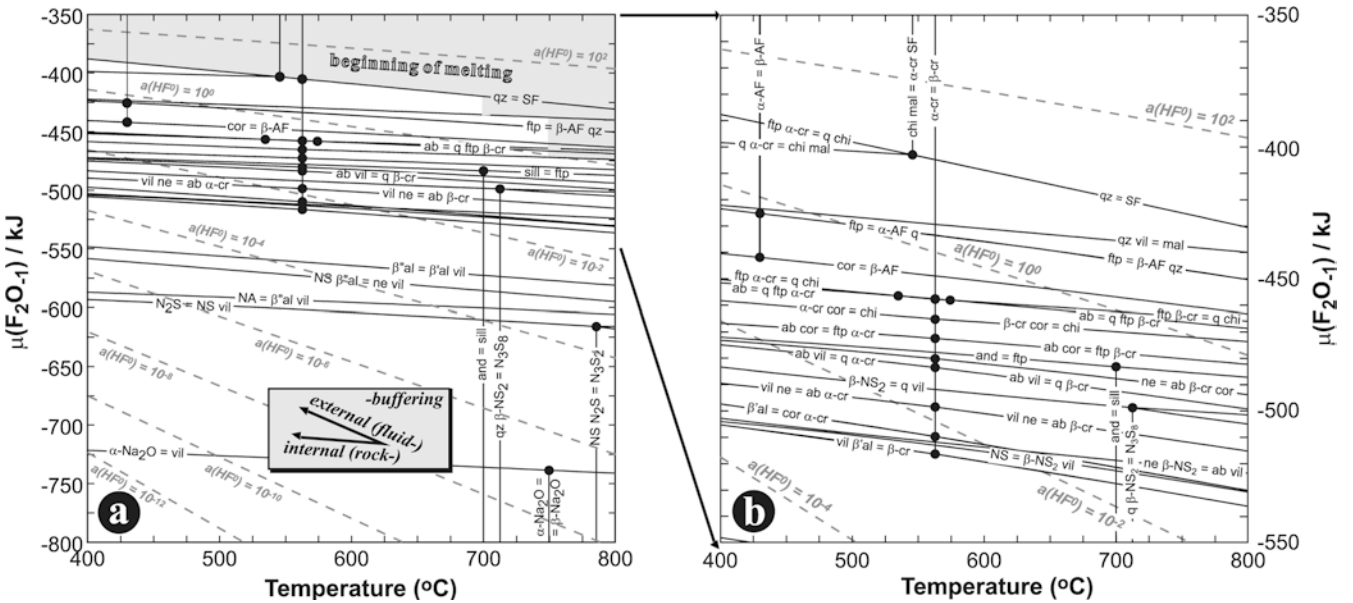 -350
-400
-450
-500
-550
-600
-650
-700
-750
-800
μ(F₂O₋₁) / kJ
a(HF⁰) = 10²
beginning of melting
a(HF⁰) = 10⁰
qz = SF
ftp = β-AF qz
cor = β-AF
ab = q ftp β-cr
ab vil = q β-cr
sill = ftp
vil ne = ab α-cr
vil ne = ab β-cr
a(HF⁰) = 10⁻⁴
a(HF⁰) = 10⁻²
β"al = β'al vil
NS β"al = ne vil
NA = β"al vil
N₂S = NS vil
a(HF⁰) = 10⁻⁶
a(HF⁰) = 10⁻⁸
and = sill
qz β-NS2 = N₃S₈
NS N₂S = N₃S₂
-buffering
external (fluid-)
internal (rock-)
α-Na₂O = vil
a(HF⁰) = 10⁻¹⁰
a(HF⁰) = 10⁻¹²
α-Na₂O =
= β-Na₂O
a
400 450 500 550 600 650 700 750 800
Temperature (ºC)
-350
-400
-450
-500
-550
μ(F₂O₋₁) / kJ
α-AF = β-AF
chi mal = α-cr SF
α-cr = β-cr
a(HF⁰) = 10²
ftp α-cr = q chi
q α-cr = chi mal
qz = SF
qz vil = mal
ftp = α-AF q
ftp = β-AF qz
a(HF⁰) = 10⁰
cor = β-AF
ftp α-cr = q chi
ab = q ftp α-cr
ftp β-cr = q chi
ab = q ftp β-cr
α-cr cor = chi
β-cr cor = chi
ab cor = ftp α-cr
ab cor = ftp β-cr
and = ftp
ab vil = q α-cr
ne = ab β-cr cor
ab vil = q β-cr
β-NS₂ = q vil
vil ne = ab α-cr
vil ne = ab β-cr
and = sill
q β-NS₂ = N₃S₈
β'al = cor α-cr
ne β-NS₂ = ab vil
NS = β-NS₂ vil
vil β'al = β-cr
a(HF⁰) = 10⁻⁴
a(HF⁰) = 10⁻²
b
400 500 600 700 800
Temperature (ºC)